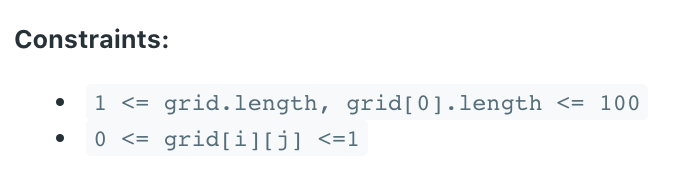 Constraints:
1 <= grid.length, grid[0].length <= 100
0 <= grid[i][j] <=1